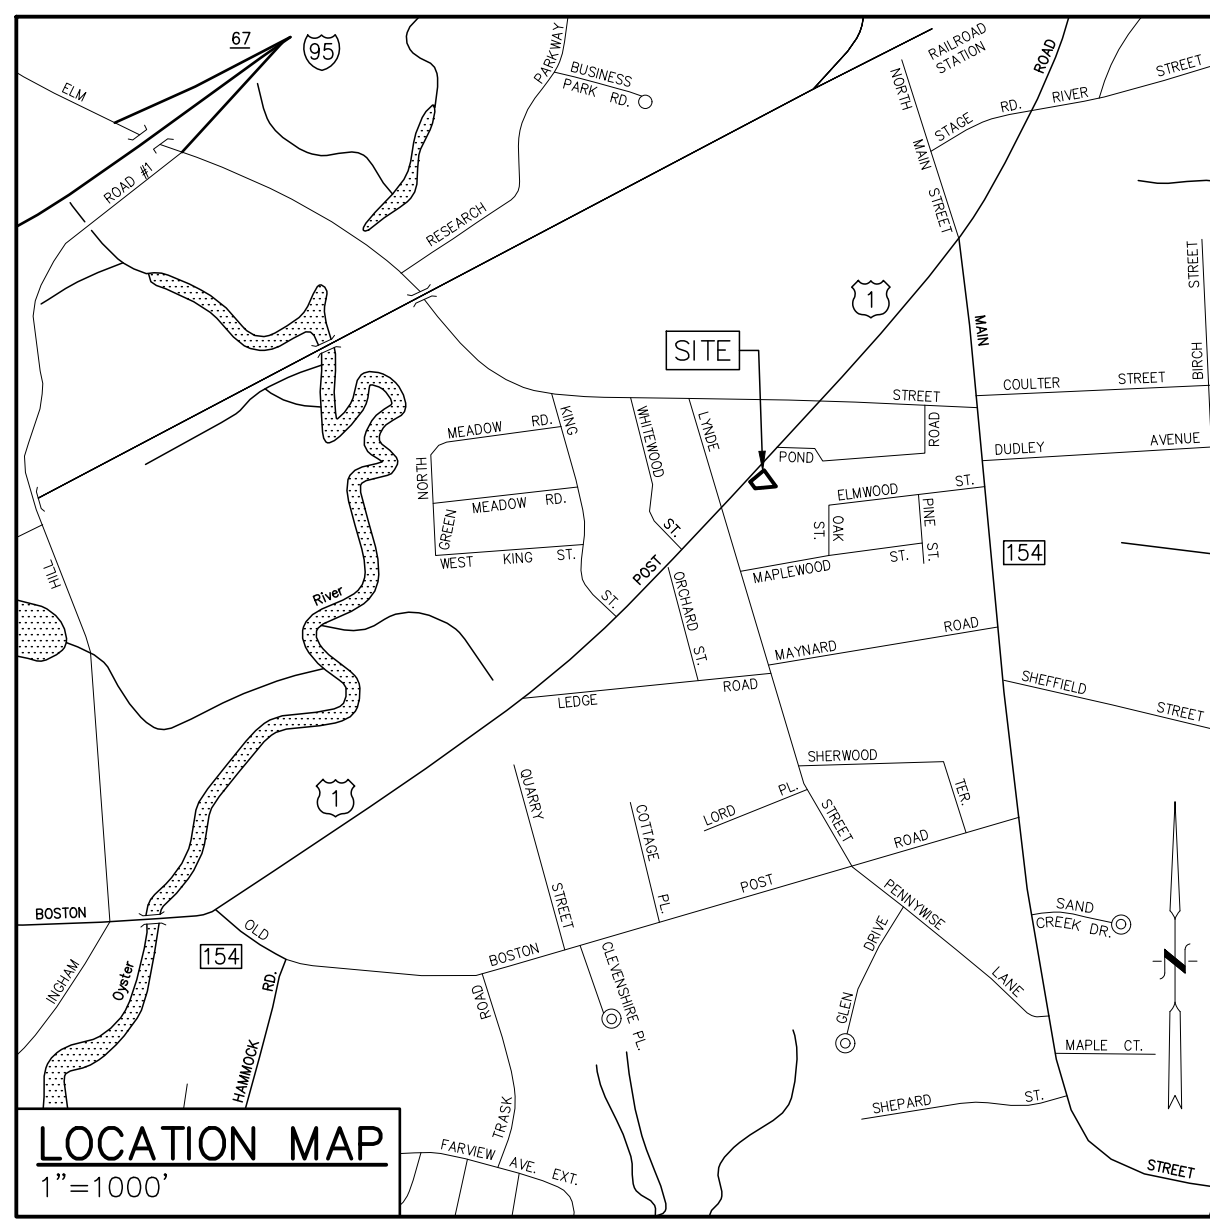 67
95
ELM
ROAD #1
PARKWAY
BUSINESS
PARK RD.
RESEARCH
RAILROAD
STATION
ROAD
NORTH
MAIN
STREET
STAGE RD.
RIVER STREET
1
SITE
MAIN
BIRCH STREET
COULTER STREET
STREET
ROAD
POND
DUDLEY AVENUE
KING
ST.
WHITEWOOD
ST.
LYNDE
MEADOW RD.
NORTH
MEADOW RD.
GREEN
WEST KING ST.
ELMWOOD ST.
OAK
ST.
PINE ST.
MAPLEWOOD ST.
154
HILL
River
POST
ORCHARD ST.
MAYNARD ROAD
LEDGE ROAD
SHEFFIELD STREET
SHERWOOD
TER.
LORD PL.
STREET
1
QUARRY
STREET
COTTAGE
PL.
BOSTON
OLD
154
BOSTON POST ROAD
PENNYWISE
LANE
GLEN DRIVE
SAND
CREEK DR.
N
INGHAM
Oyster
HAMMOCK RD.
CLEVENSHIRE PL.
TRASK ROAD
MAPLE CT.
SHEPARD ST.
STREET
FARVIEW AVE. EXT.
LOCATION MAP
1"=1000'